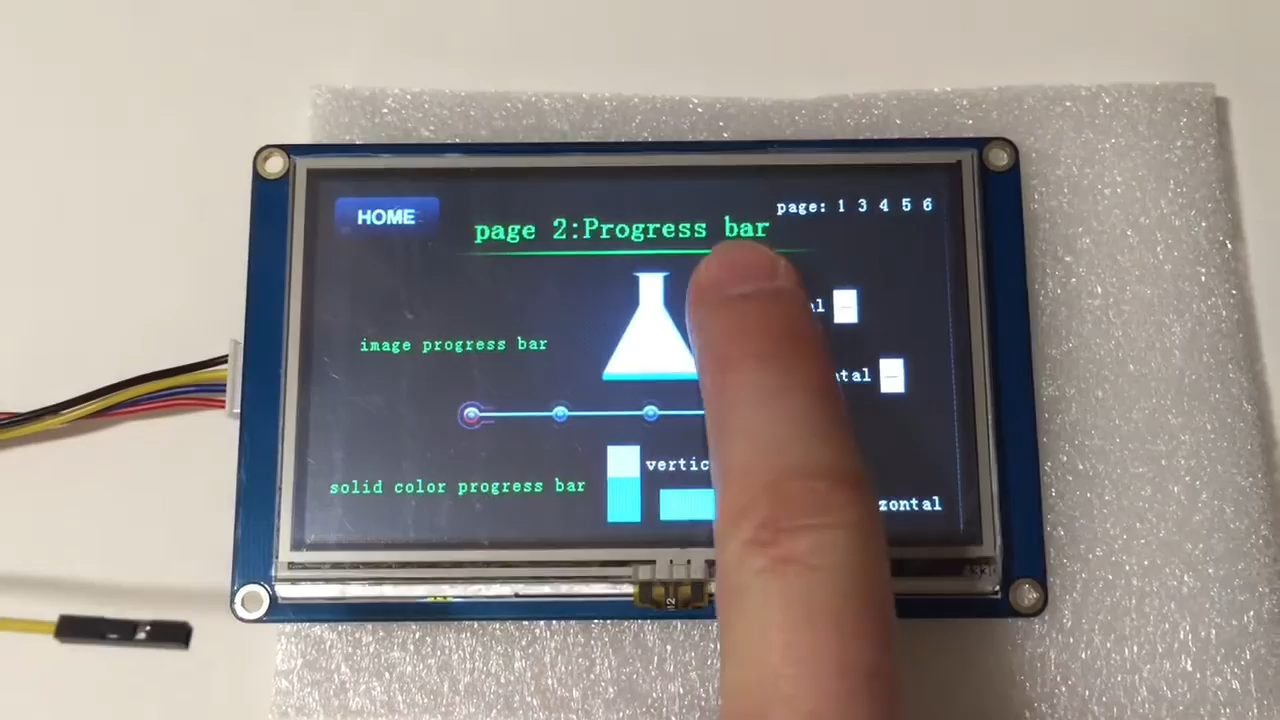 HOME
page: 1 3 4 5 6
page 2:Progress bar
image progress bar
vertic
solid color progress bar
zontal